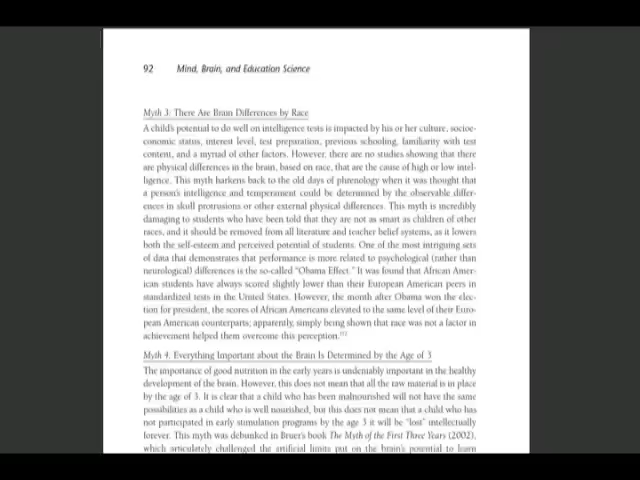 92 Mind, Brain, and Education Science
Myth 3: There Are Brain Differences by Race
A child's potential to do well on intelligence tests is impacted by his or her culture, socioe-
conomic status, interest level, test preparation, previous schooling, familiarity with test
content, and a myriad of other factors. However, there are no studies showing that there
are physical differences in the brain, based on race, that are the cause of high or low intel-
ligence. This myth harkens back to the old days of phrenology when it was thought that
a person's intelligence and temperament could be determined by the observable differ-
ences in skull protrusions or other external physical differences. This myth is incredibly
damaging to students who have been told that they are not as smart as children of other
races, and it should be removed from all literature and teacher belief systems, as it lowers
both the self-esteem and perceived potential of students. One of the most intriguing sets
of data that demonstrates that performance is more related to psychological (rather than
neurological) differences is the so-called "Obama Effect." It was found that African Amer-
ican students have always scored slightly lower than their European American peers in
standardized tests in the United States. However, the month after Obama won the elec-
tion for president, the scores of African Americans elevated to the same level of their Euro-
pean American counterparts; apparently, simply being shown that race was not a factor in
achievement helped them overcome this perception.
Myth 4. Everything Important about the Brain Is Determined by the Age of 3
The importance of good nutrition in the early years is undeniably important in the healthy
development of the brain. However, this does not mean that all the raw material is in place
by the age of 3. It is clear that a child who has been malnourished will not have the same
possibilities as a child who is well nourished, but this does not mean that a child who has
not participated in early stimulation programs by the age 3 it will be "lost" intellectually
forever. This myth was debunked in Bruer's book The Myth of the First Three Years (2002),
which articulately challenged the artificial limits put on the brain's potential to learn